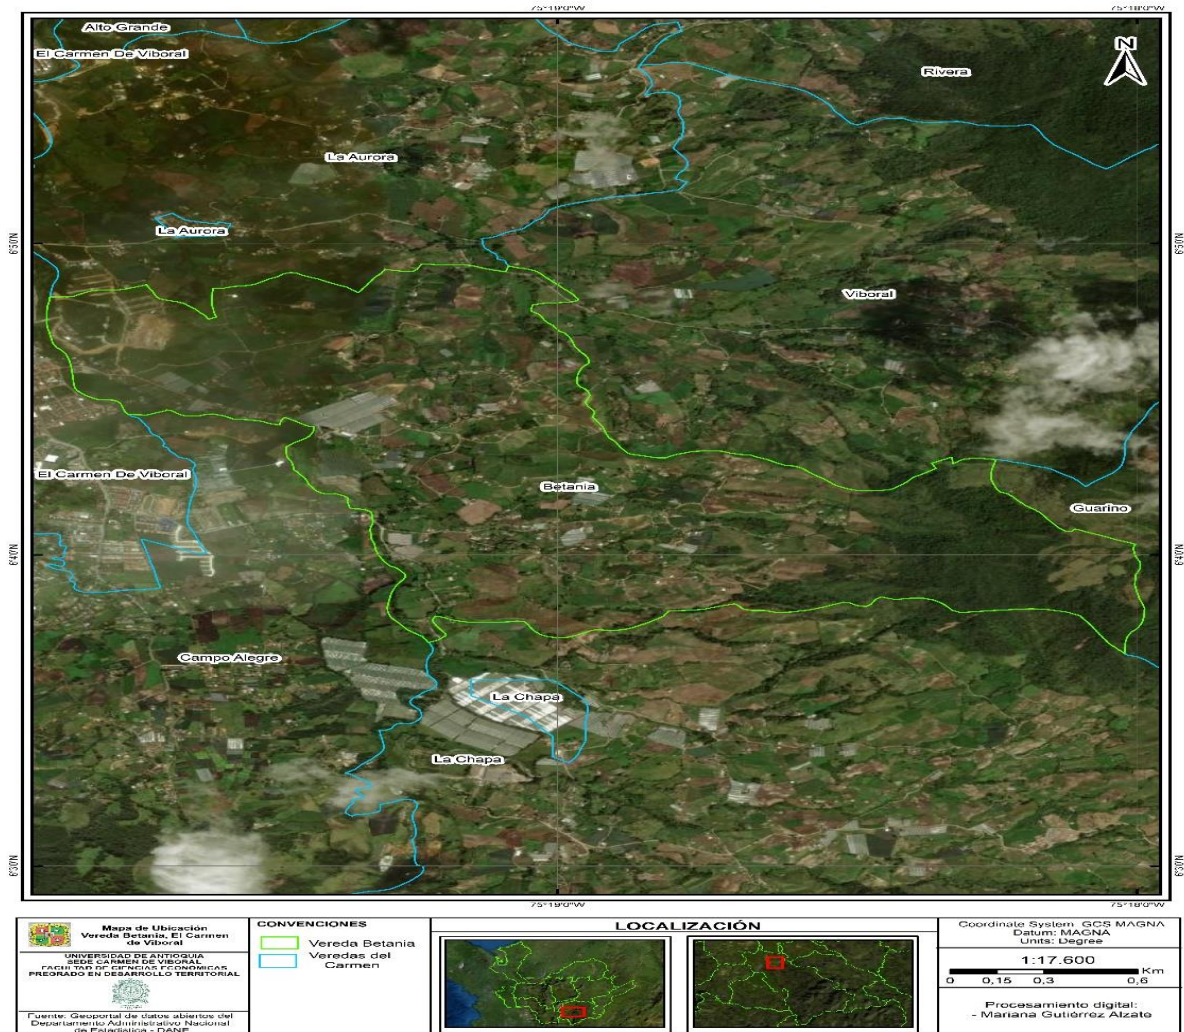 75°19'0"W
75°18'0"W
Alto Grande
El Carmen De Viboral
N
Rivera
La Aurora
La Aurora
6°5'0"N
6°5'0"N
Viboral
El Carmen De Viboral
Betania
Guarino
6°4'0"N
6°4'0"N
Campo Alegre
La Chapa
La Chapa
6°3'0"N
6°3'0"N
75°19'0"W
75°18'0"W
Mapa de Ubicación
Vereda Betania, El Carmen
de Viboral
UNIVERSIDAD DE ANTIOQUIA
SEDE CARMEN DE VIBORAL
FACULTAD DE CIENCIAS ECONOMICAS
PREGRADO EN DESARROLLO TERRITORIAL
Fuente: Geoportal de datos abiertos del
Departamento Administrativo Nacional
de Estadística - DANE
CONVENCIONES
Vereda Betania
Veredas del
Carmen
LOCALIZACIÓN
Coordinate System: GCS MAGNA
Datum: MAGNA
Units: Degree
1:17.600
Km
0 0,15 0,3 0,6
Procesamiento digital:
- Mariana Gutiérrez Alzate